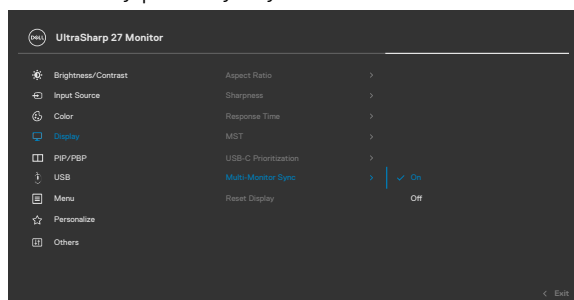 DELL UltraSharp 27 Monitor
Brightness/Contrast Aspect Ratio >
Input Source Sharpness >
Color Response Time >
Display MST >
PIP/PBP USB-C Prioritization >
USB Multi-Monitor Sync > ✓ On
Menu Reset Display Off
Personalize
Others
< Exit